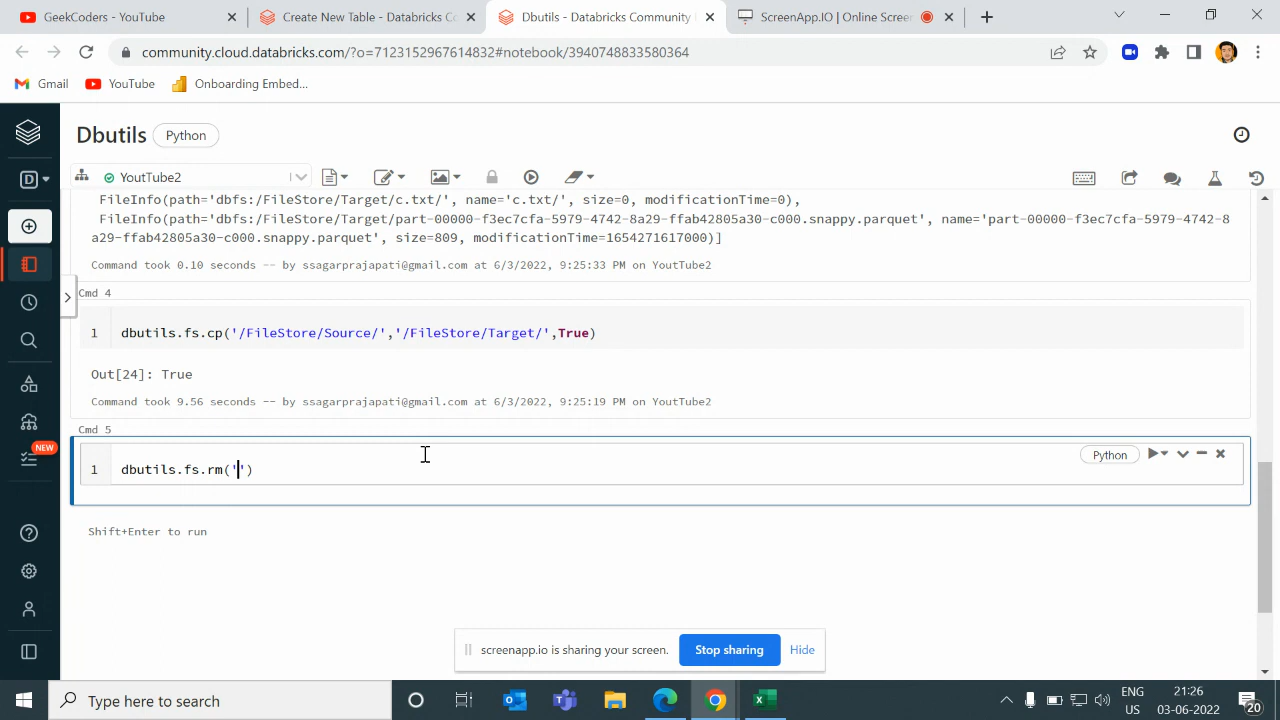 GeekCoders - YouTube
Create New Table - Databricks Co
Dbutils - Databricks Community
ScreenApp.IO | Online Screen
community.cloud.databricks.com/?o=7123152967614832#notebook/3940748833580364
Gmail
YouTube
Onboarding Embed...
Dbutils
Python
D
YouTube2
FileInfo(path='dbfs:/FileStore/Target/c.txt/', name='c.txt/', size=0, modificationTime=0),
FileInfo(path='dbfs:/FileStore/Target/part-00000-f3ec7cfa-5979-4742-8a29-ffab42805a30-c000.snappy.parquet', name='part-00000-f3ec7cfa-5979-4742-8
a29-ffab42805a30-c000.snappy.parquet', size=809, modificationTime=1654271617000)]
Command took 0.10 seconds -- by ssagarprajapati@gmail.com at 6/3/2022, 9:25:33 PM on YoutTube2
Cmd 4
1 dbutils.fs.cp('/FileStore/Source/','/FileStore/Target/',True)
Out[24]: True
Command took 9.56 seconds -- by ssagarprajapati@gmail.com at 6/3/2022, 9:25:19 PM on YoutTube2
Cmd 5
NEW
Python
1 dbutils.fs.rm('')
Shift+Enter to run
screenapp.io is sharing your screen.
Stop sharing
Hide
Type here to search
ENG
US
21:26
03-06-2022
20